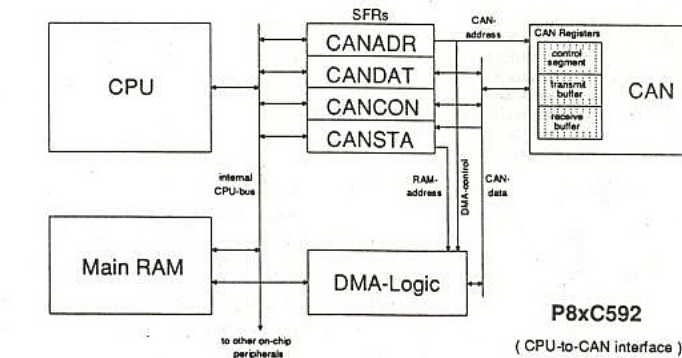 SFRs
CAN-
address
CANADR
CANDAT
CANCON
CANSTA
CPU
CAN Registers
control
segment
transmit
buffer
receive
buffer
CAN
internal
CPU-bus
RAM-
address
DMA-control
CAN-
data
Main RAM
DMA-Logic
to other on-chip
peripherals
P8xC592
( CPU-to-CAN interface )